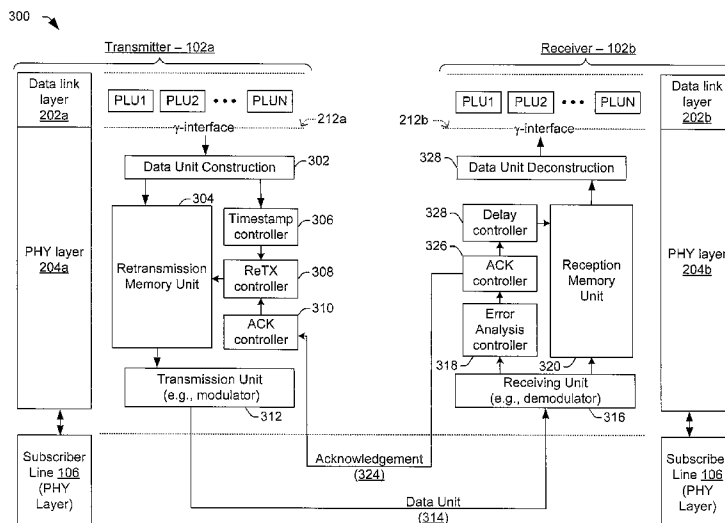 300
Transmitter – 102a
Receiver – 102b
Data link
layer
202a
PLU1 PLU2 ••• PLUN
212a
γ-interface
Data Unit Construction
302
304
Timestamp
controller
306
PHY layer
204a
Retransmission
Memory Unit
ReTX
controller
308
310
ACK
controller
Transmission Unit
(e.g., modulator)
312
Subscriber
Line 106
(PHY
Layer)
PLU1 PLU2 ••• PLUN
Data link
layer
202b
212b
γ-interface
328
Data Unit Deconstruction
328
Delay
controller
326
ACK
controller
Reception
Memory
Unit
PHY layer
204b
Error
Analysis
controller
318
320
Receiving Unit
(e.g., demodulator)
316
Acknowledgement
(324)
Subscriber
Line 106
(PHY
Layer)
Data Unit
(314)